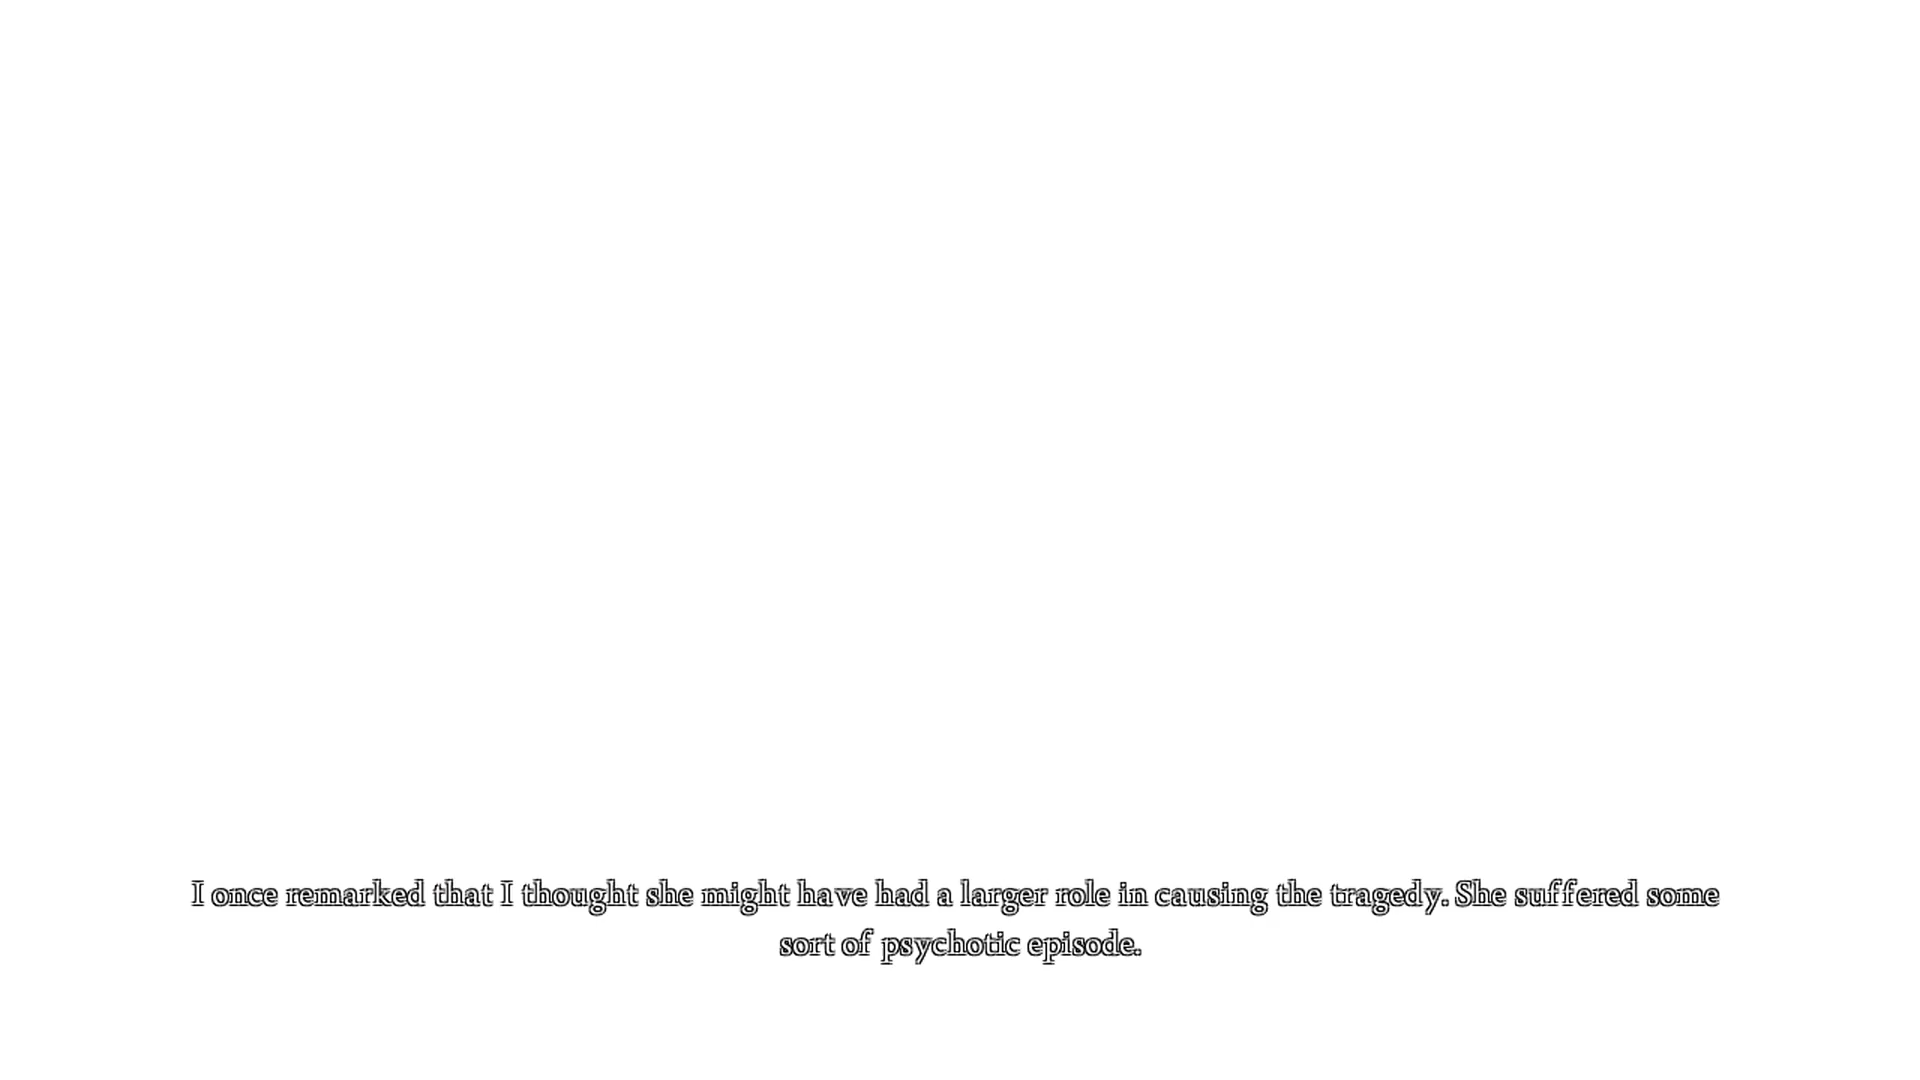 I once remarked that I thought she might have had a larger role in causing the tragedy. She suffered some
sort of psychotic episode.